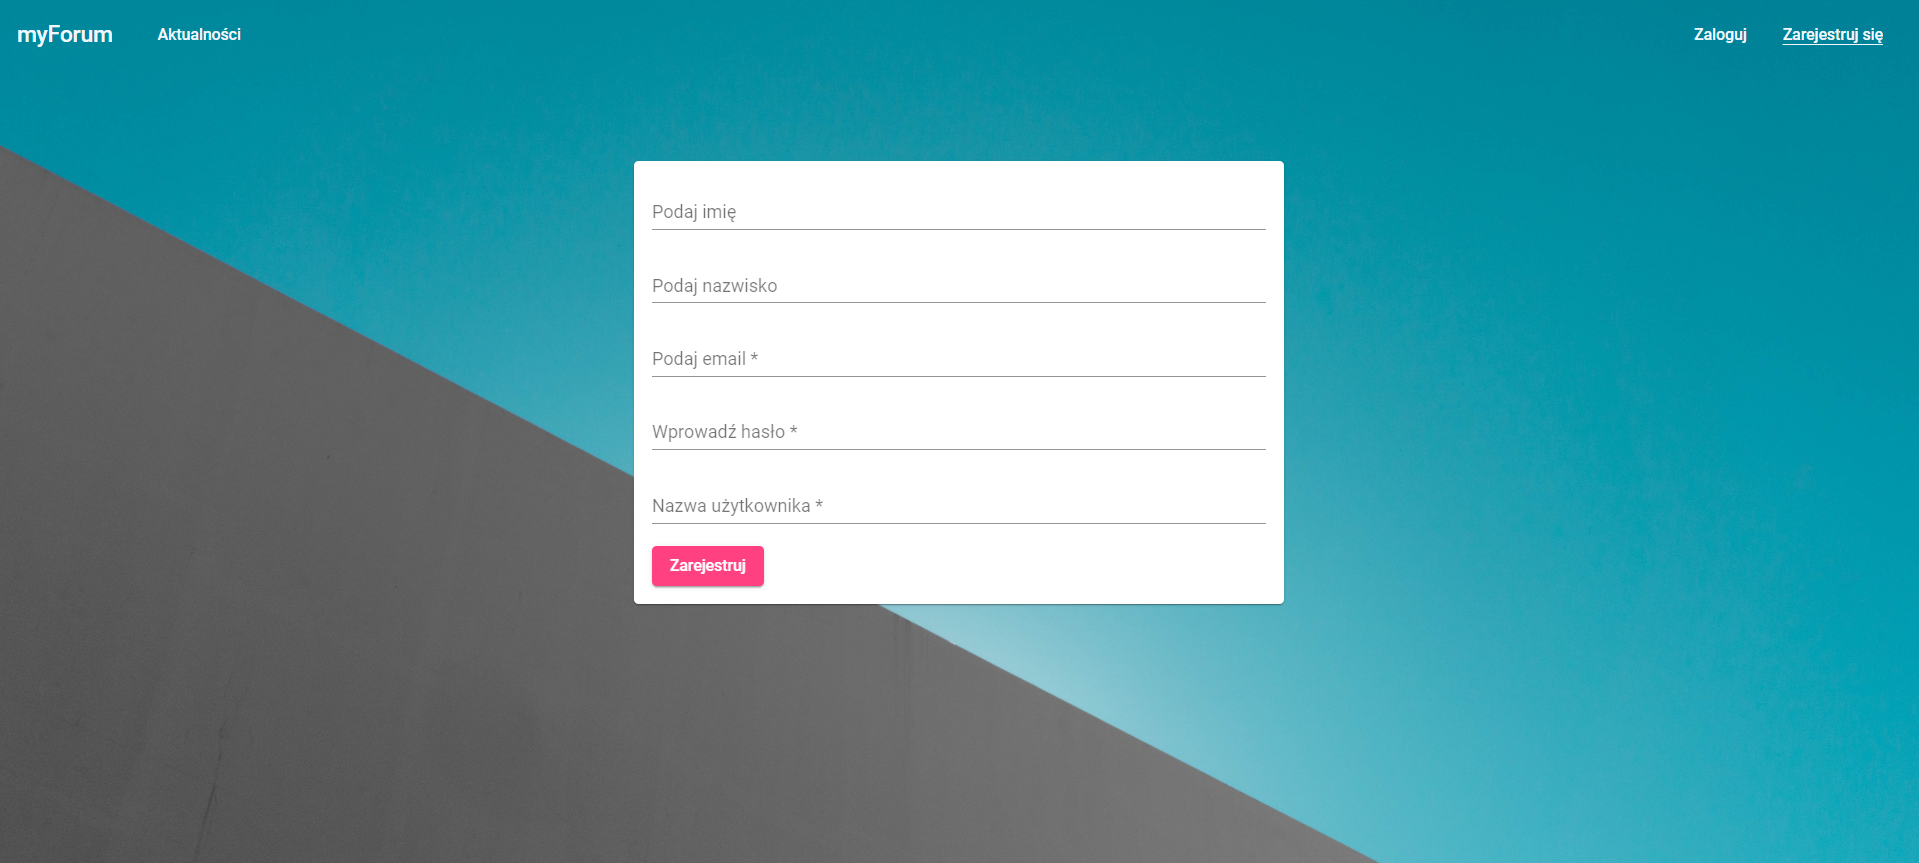 myForum Aktualności Zaloguj Zarejestruj się
Podaj imię
Podaj nazwisko
Podaj email *
Wprowadź hasło *
Nazwa użytkownika *
Zarejestruj